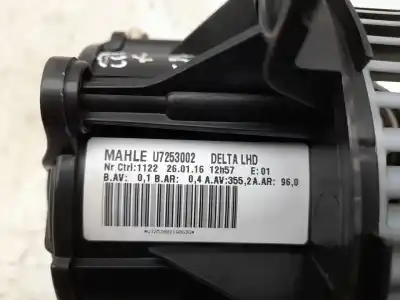 MAHLE U7253002 DELTA LHD
Nr.Ctrl:1122 26.01.16 12h57 E:01
B.AV: 0,1 B.AR: 0,4 A.AV:355,2A.AR: 96,0